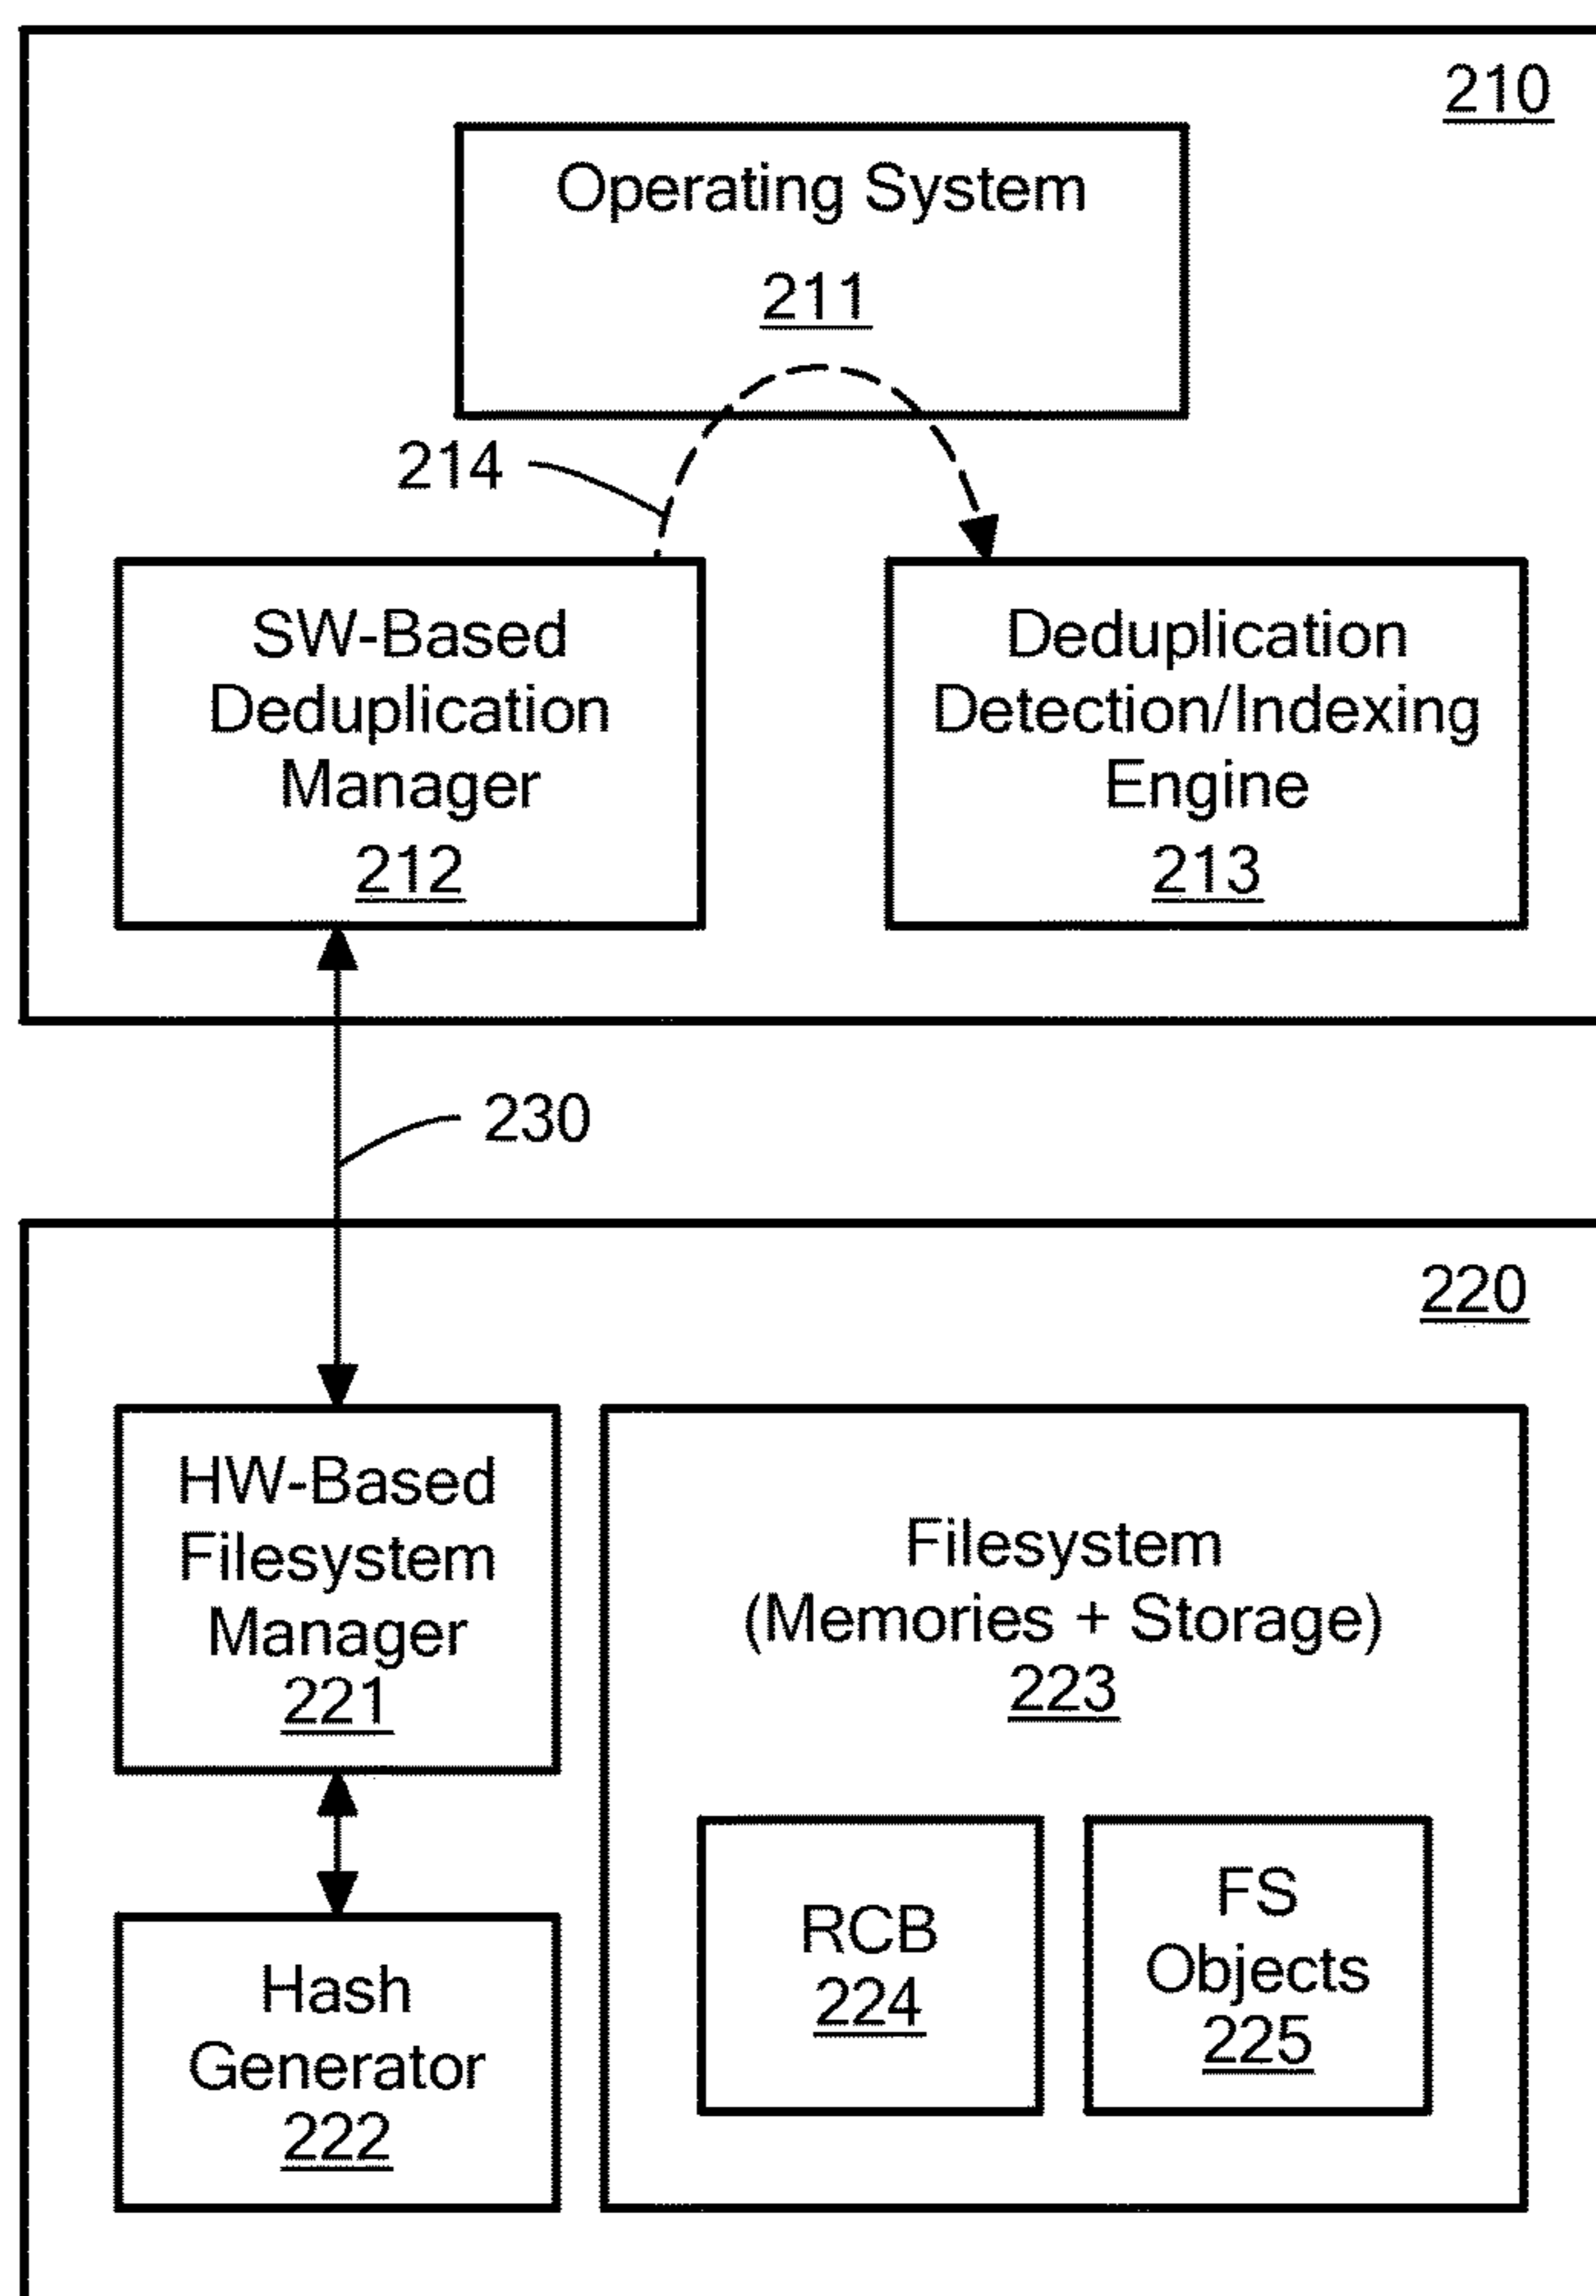 210
Operating System
211
214
SW-Based
Deduplication
Manager
212
Deduplication
Detection/Indexing
Engine
213
230
220
HW-Based
Filesystem
Manager
221
Filesystem
(Memories + Storage)
223
RCB
224
FS
Objects
225
Hash
Generator
222